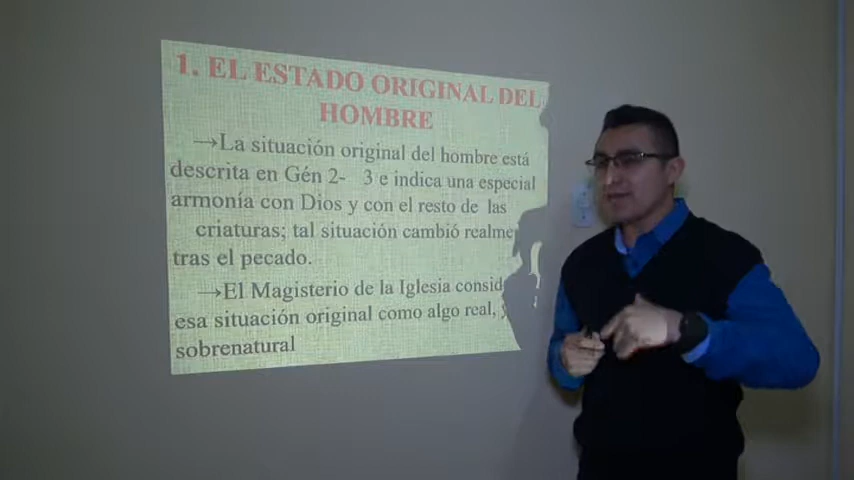 1. EL ESTADO ORIGINAL DEL
HOMBRE
→La situación original del hombre está
descrita en Gén 2- 3 e indica una especial
armonía con Dios y con el resto de las
criaturas; tal situación cambió realme
tras el pecado.
→El Magisterio de la Iglesia consid
esa situación original como algo real, y
sobrenatural